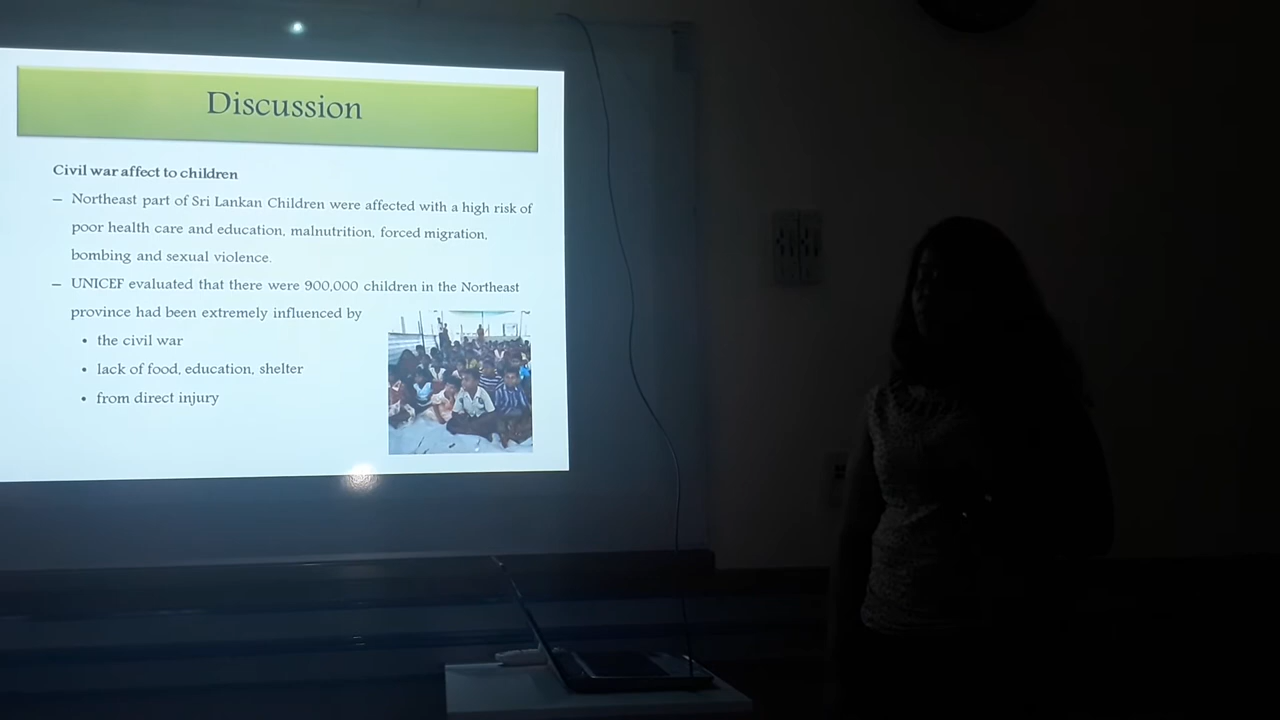 Discussion
Civil war affect to children
– Northeast part of Sri Lankan Children were affected with a high risk of
poor health care and education, malnutrition, forced migration,
bombing and sexual violence.
– UNICEF evaluated that there were 900,000 children in the Northeast
province had been extremely influenced by
• the civil war
• lack of food, education, shelter
• from direct injury